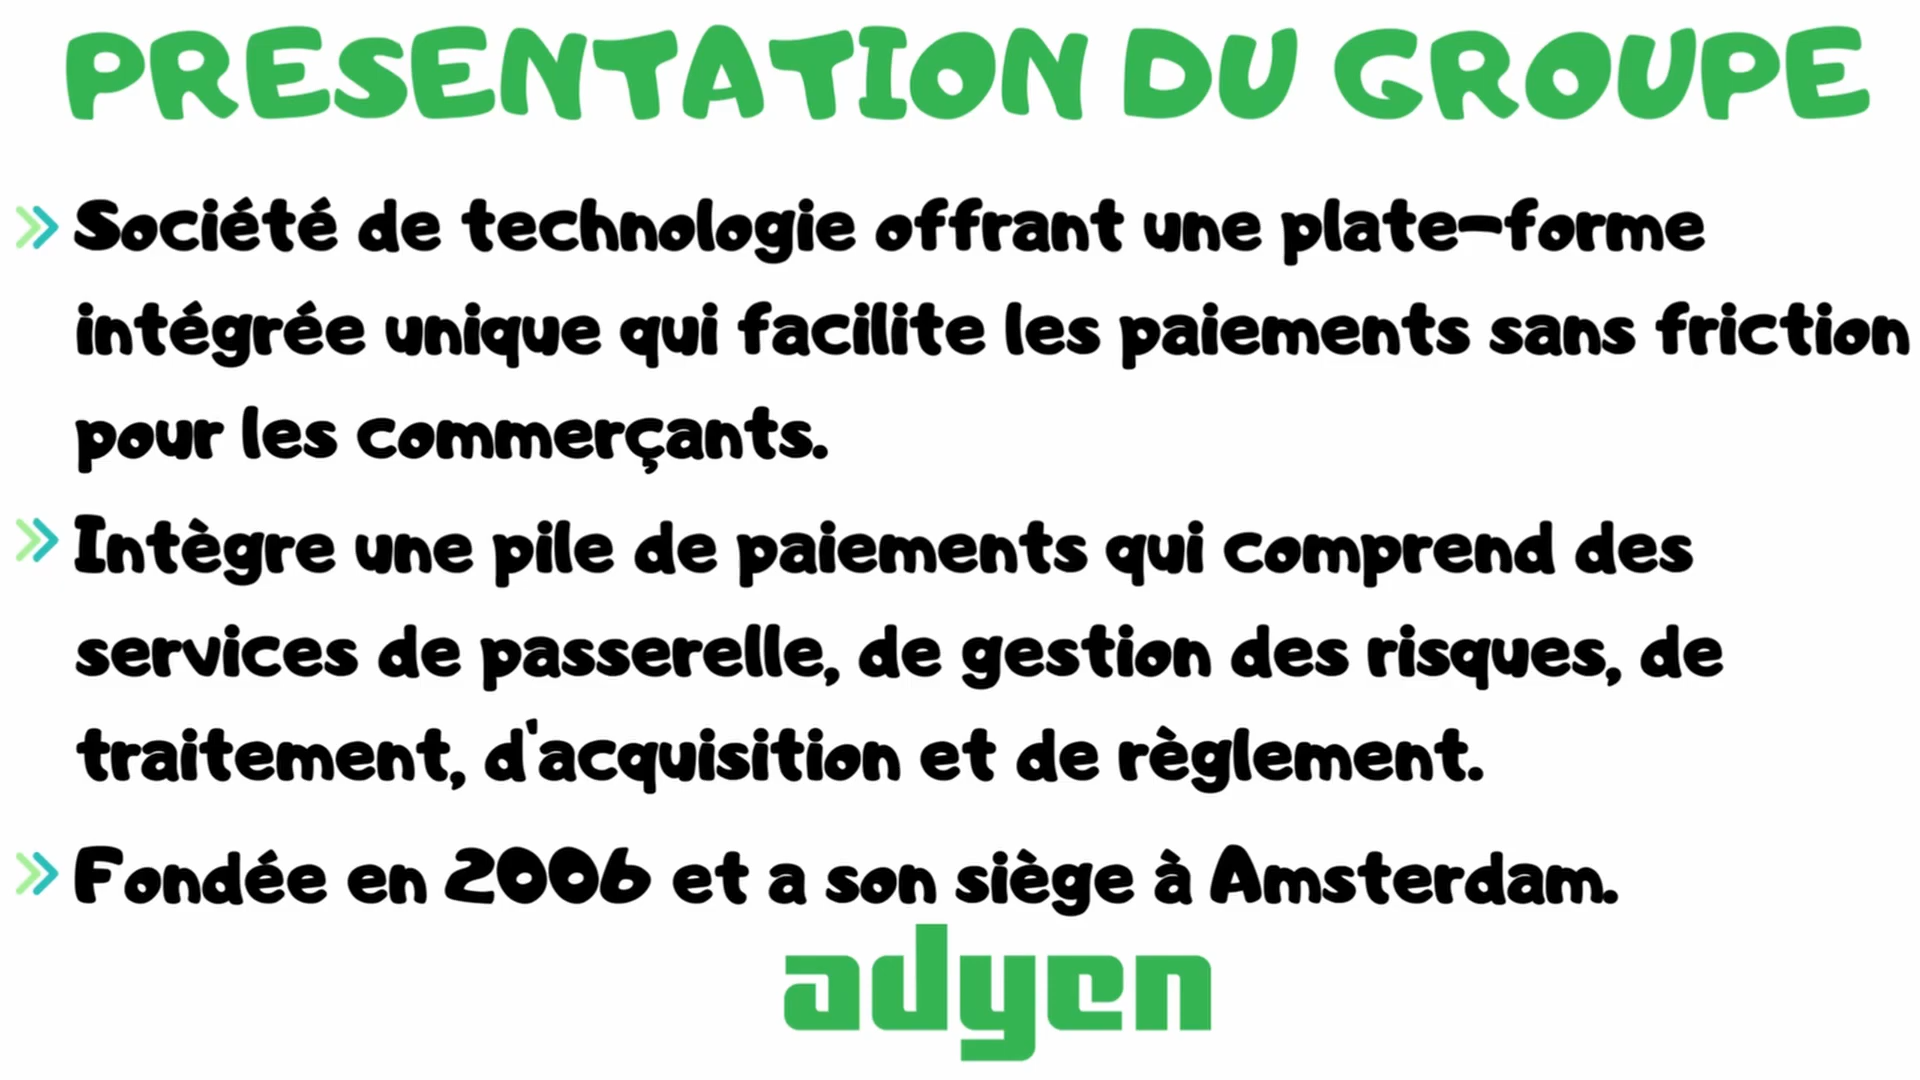 PRESENTATION DU GROUPE
Société de technologie offrant une plate-forme
intégrée unique qui facilite les paiements sans friction
pour les commerçants.
Intègre une pile de paiements qui comprend des
services de passerelle, de gestion des risques, de
traitement, d'acquisition et de règlement.
Fondée en 2006 et a son siège à Amsterdam.
adyen